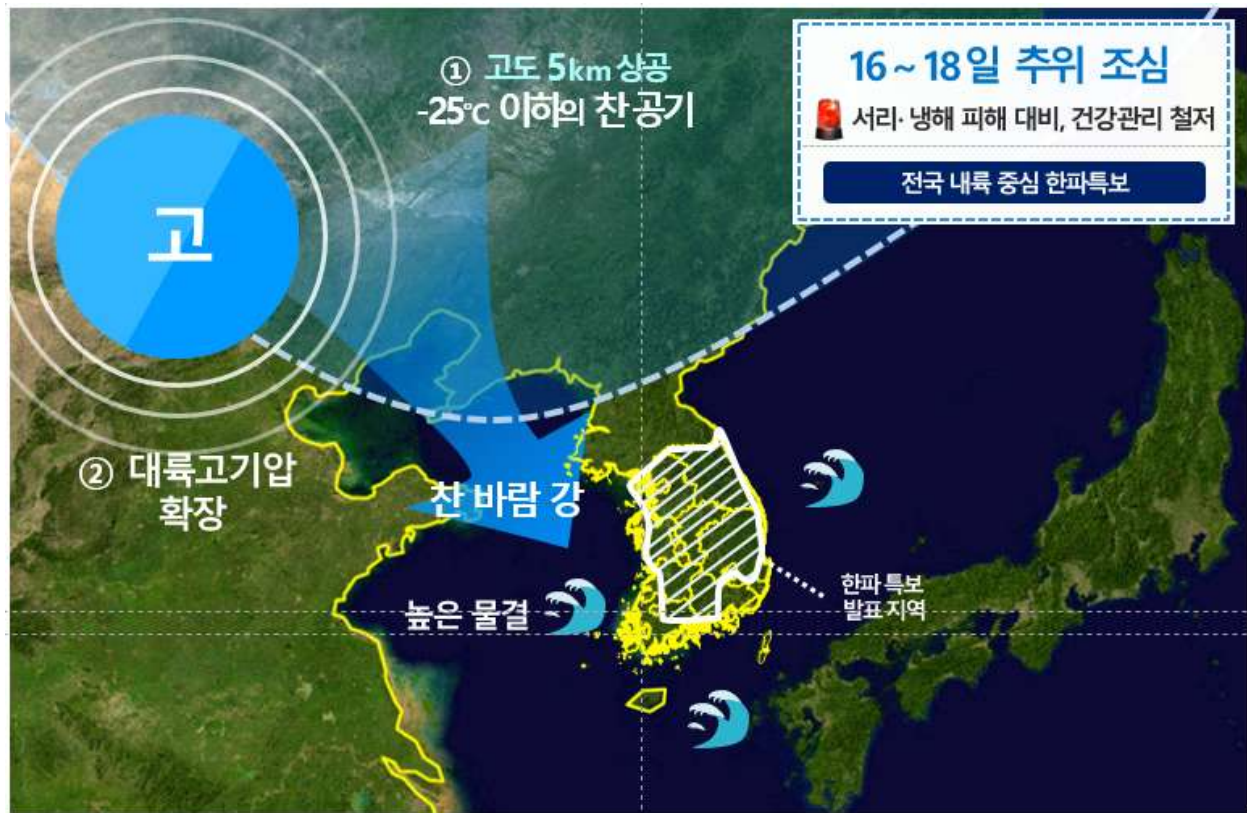 ① 고도 5km 상공
-25℃ 이하의 찬 공기
16 ~ 18일 추위 조심
서리· 냉해 피해 대비, 건강관리 철저
전국 내륙 중심 한파특보
고
② 대륙고기압
확장
찬 바람 강
높은 물결
한파 특보
발표 지역